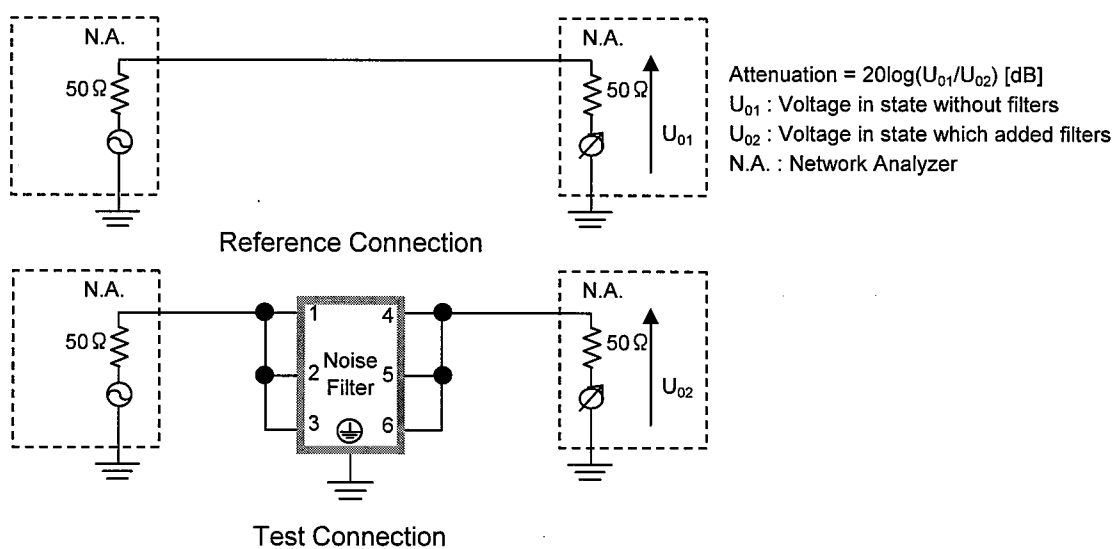 N.A.
50Ω
N.A.
50Ω
U01
Attenuation = 20log(U01/U02) [dB]
U01 : Voltage in state without filters
U02 : Voltage in state which added filters
N.A. : Network Analyzer
Reference Connection
N.A.
50Ω
1
2
3
Noise
Filter
4
5
6
N.A.
50Ω
U02
Test Connection